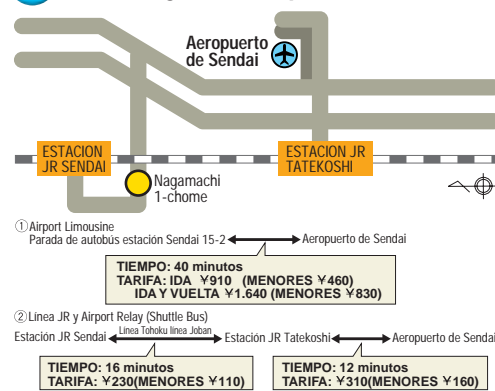 Aeropuerto
de Sendai
ESTACION
JR SENDAI
ESTACION JR
TATEKOSHI
Nagamachi
1-chome
①Airport Limousine
Parada de autobús estación Sendai 15-2 Aeropuerto de Sendai
TIEMPO: 40 minutos
TARIFA: IDA ¥910 (MENORES ¥460)
IDA Y VUELTA ¥1.640 (MENORES ¥830)
②Línea JR y Airport Relay (Shuttle Bus)
Estación JR Sendai Línea Tohoku línea Joban Estación JR Tatekoshi Aeropuerto de Sendai
TIEMPO: 16 minutos
TARIFA: ¥230(MENORES ¥110)
TIEMPO: 12 minutos
TARIFA: ¥310(MENORES ¥160)